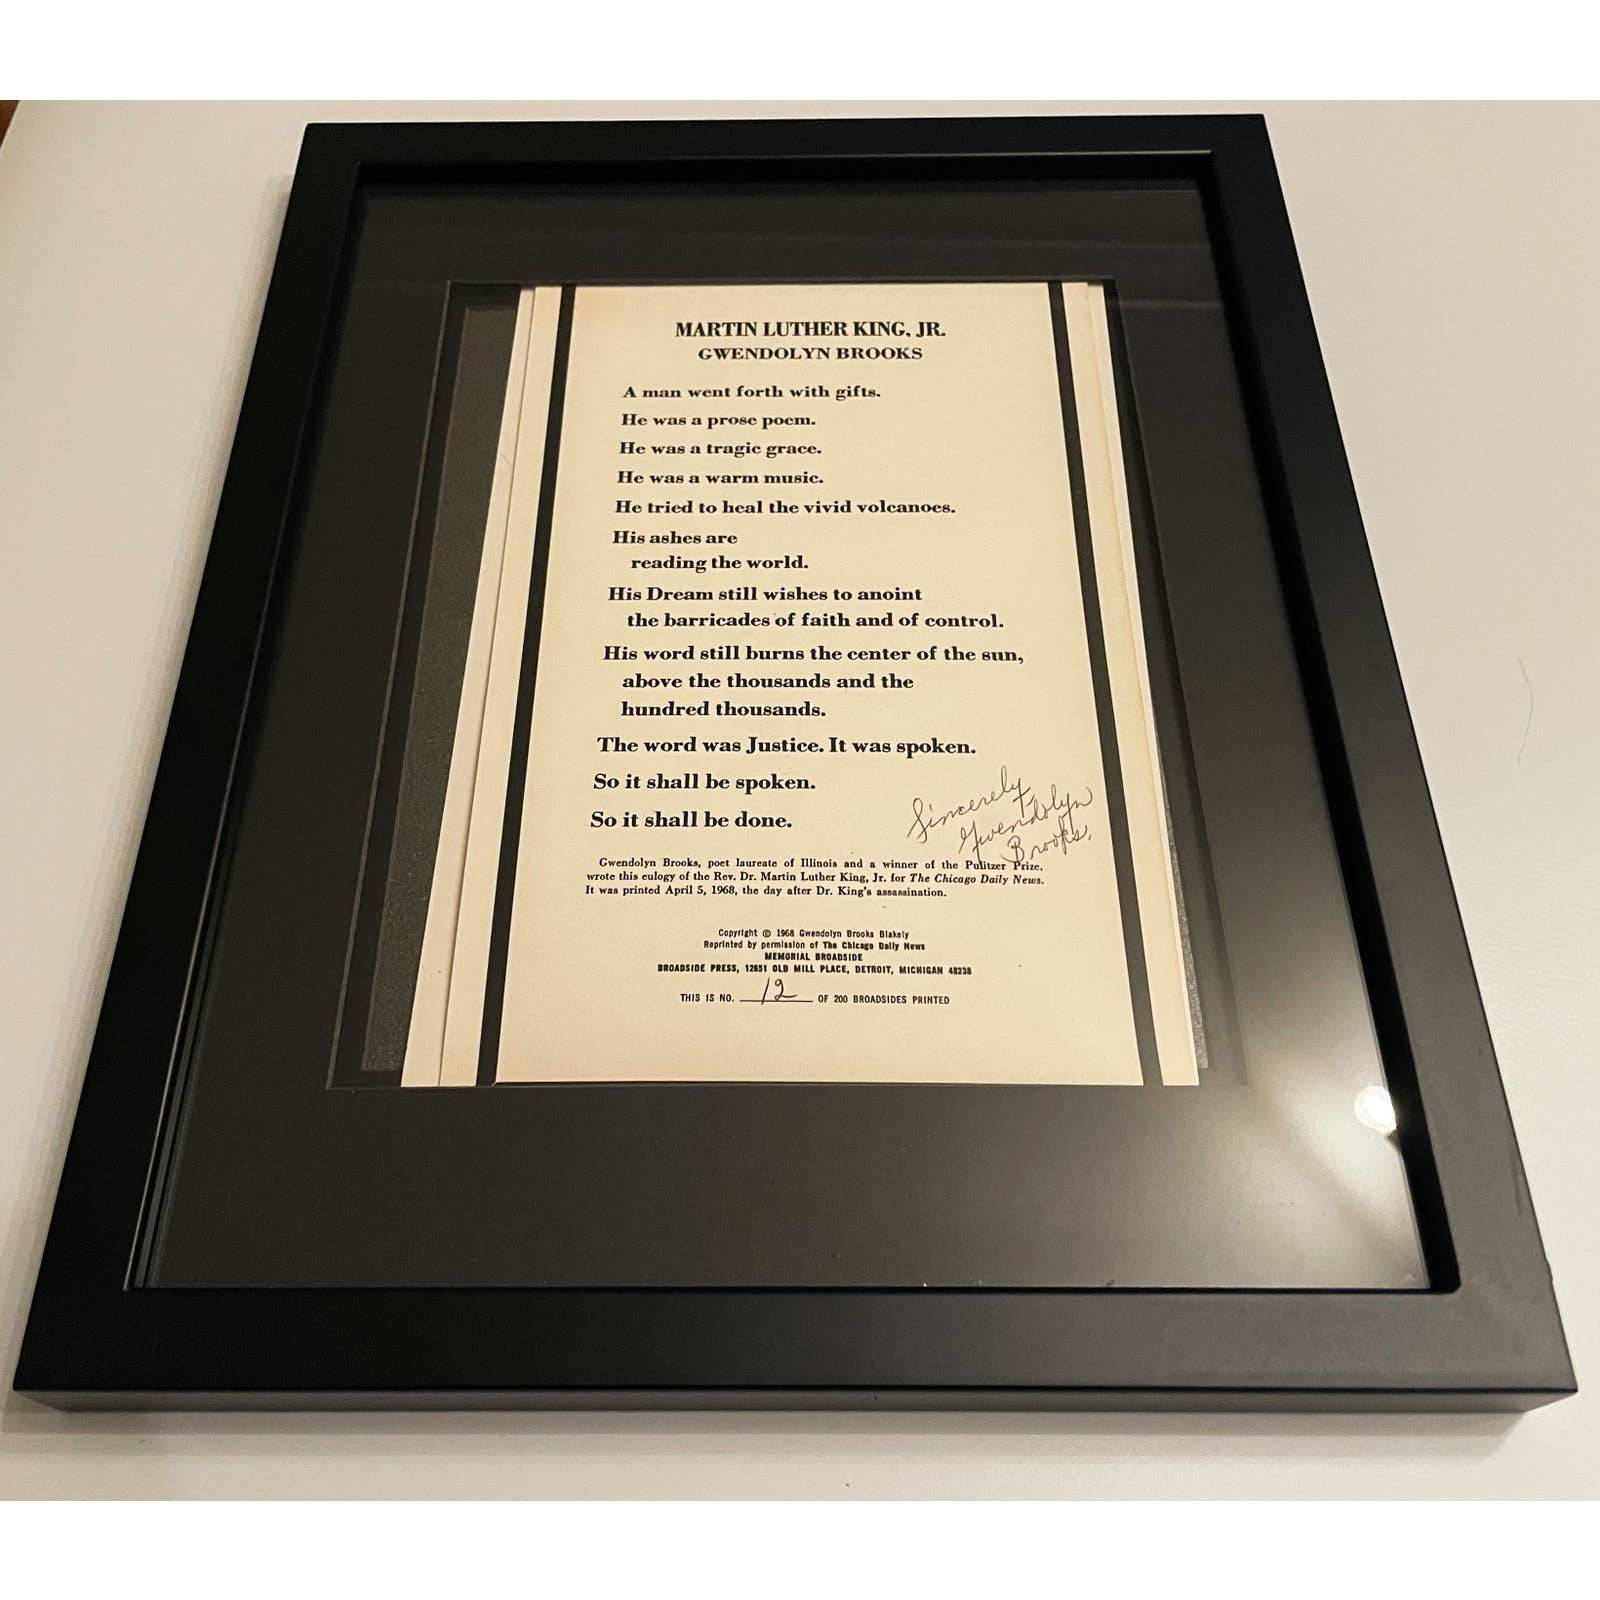 MARTIN LUTHER KING, JR.
GWENDOLYN BROOKS
A man went forth with gifts.
He was a prose poem.
He was a tragic grace.
He was a warm music.
He tried to heal the vivid volcanoes.
His ashes are
reading the world.
His Dream still wishes to anoint
the barricades of faith and of control.
His word still burns the center of the sun,
above the thousands and the
hundred thousands.
The word was Justice. It was spoken.
So it shall be spoken.
So it shall be done.
Sincerely,
Gwendolyn
Brooks.
Gwendolyn Brooks, poet laureate of Illinois and a winner of the Pulitzer Prize,
wrote this eulogy of the Rev. Dr. Martin Luther King, Jr. for The Chicago Daily News.
It was printed April 5, 1968, the day after Dr. King's assassination.
Copyright © 1968 Gwendolyn Brooks Blakely
Reprinted by permission of The Chicago Daily News
MEMORIAL BROADSIDE
BROADSIDE PRESS, 12651 OLD MILL PLACE, DETROIT, MICHIGAN 48238
THIS IS NO. 12 OF 200 BROADSIDES PRINTED